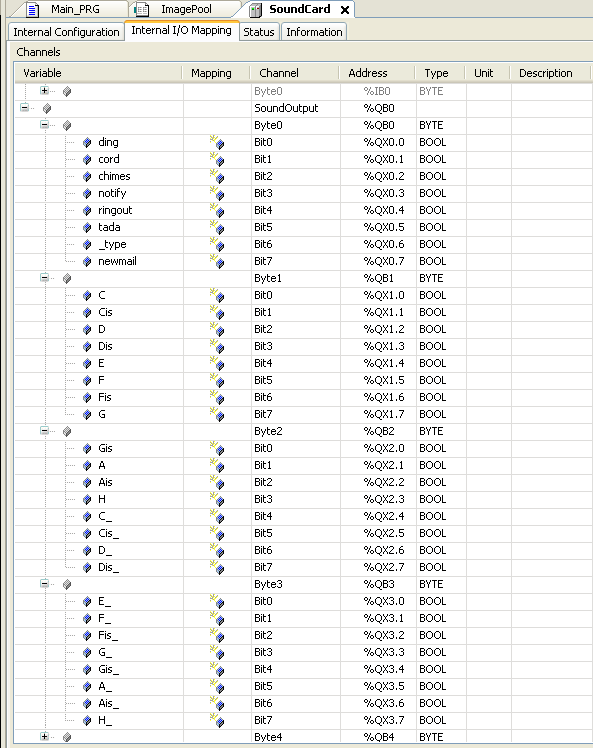 Main_PRG ImagePool SoundCard
Internal Configuration Internal I/O Mapping Status Information
Channels
Variable Mapping Channel Address Type Unit Description
Byte0 %IB0 BYTE
SoundOutput %QB0
Byte0 %QB0 BYTE
ding Bit0 %QX0.0 BOOL
cord Bit1 %QX0.1 BOOL
chimes Bit2 %QX0.2 BOOL
notify Bit3 %QX0.3 BOOL
ringout Bit4 %QX0.4 BOOL
tada Bit5 %QX0.5 BOOL
_type Bit6 %QX0.6 BOOL
newmail Bit7 %QX0.7 BOOL
Byte1 %QB1 BYTE
C Bit0 %QX1.0 BOOL
Cis Bit1 %QX1.1 BOOL
D Bit2 %QX1.2 BOOL
Dis Bit3 %QX1.3 BOOL
E Bit4 %QX1.4 BOOL
F Bit5 %QX1.5 BOOL
Fis Bit6 %QX1.6 BOOL
G Bit7 %QX1.7 BOOL
Byte2 %QB2 BYTE
Gis Bit0 %QX2.0 BOOL
A Bit1 %QX2.1 BOOL
Ais Bit2 %QX2.2 BOOL
H Bit3 %QX2.3 BOOL
C_ Bit4 %QX2.4 BOOL
Cis_ Bit5 %QX2.5 BOOL
D_ Bit6 %QX2.6 BOOL
Dis_ Bit7 %QX2.7 BOOL
Byte3 %QB3 BYTE
E_ Bit0 %QX3.0 BOOL
F_ Bit1 %QX3.1 BOOL
Fis_ Bit2 %QX3.2 BOOL
G_ Bit3 %QX3.3 BOOL
Gis_ Bit4 %QX3.4 BOOL
A_ Bit5 %QX3.5 BOOL
Ais_ Bit6 %QX3.6 BOOL
H_ Bit7 %QX3.7 BOOL
Byte4 %QB4 BYTE